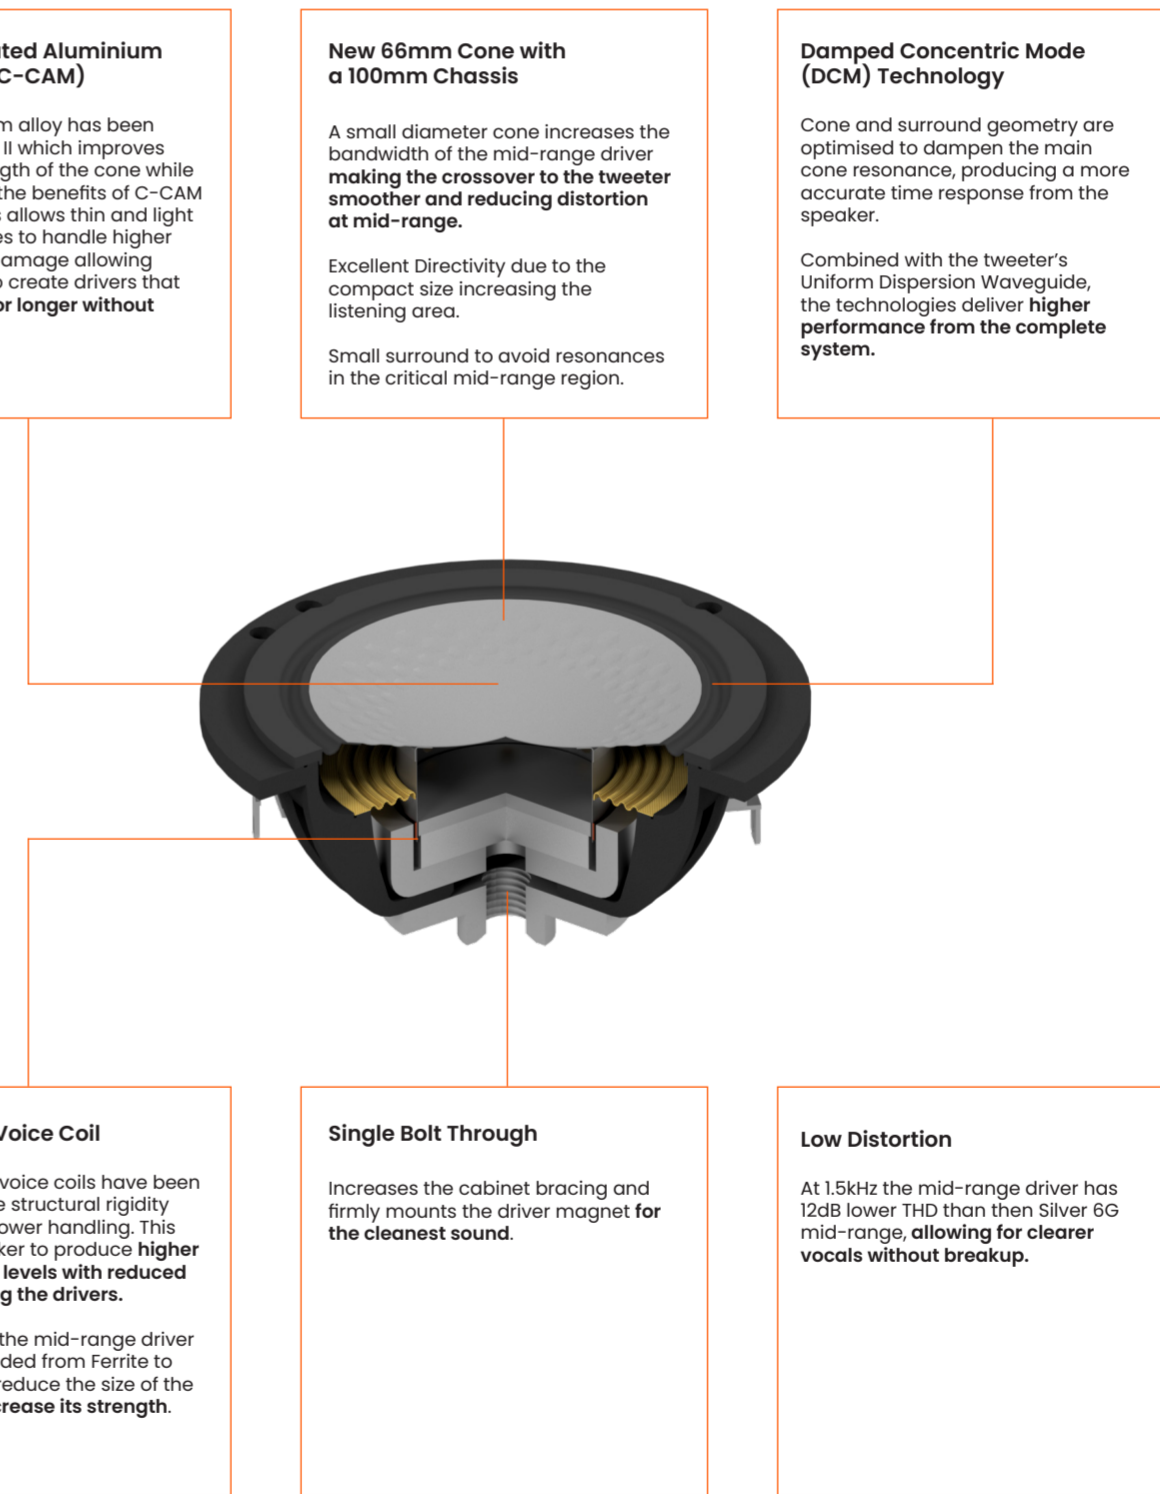 ted Aluminium
C-CAM)
m alloy has been
II which improves
gth of the cone while
the benefits of C-CAM
s allows thin and light
es to handle higher
amage allowing
o create drivers that
or longer without
New 66mm Cone with
a 100mm Chassis
A small diameter cone increases the
bandwidth of the mid-range driver
making the crossover to the tweeter
smoother and reducing distortion
at mid-range.
Excellent Directivity due to the
compact size increasing the
listening area.
Small surround to avoid resonances
in the critical mid-range region.
Damped Concentric Mode
(DCM) Technology
Cone and surround geometry are
optimised to dampen the main
cone resonance, producing a more
accurate time response from the
speaker.
Combined with the tweeter's
Uniform Dispersion Waveguide,
the technologies deliver higher
performance from the complete
system.
Voice Coil
voice coils have been
e structural rigidity
ower handling. This
ker to produce higher
levels with reduced
g the drivers.
the mid-range driver
ded from Ferrite to
reduce the size of the
crease its strength.
Single Bolt Through
Increases the cabinet bracing and
firmly mounts the driver magnet for
the cleanest sound.
Low Distortion
At 1.5kHz the mid-range driver has
12dB lower THD than then Silver 6G
mid-range, allowing for clearer
vocals without breakup.